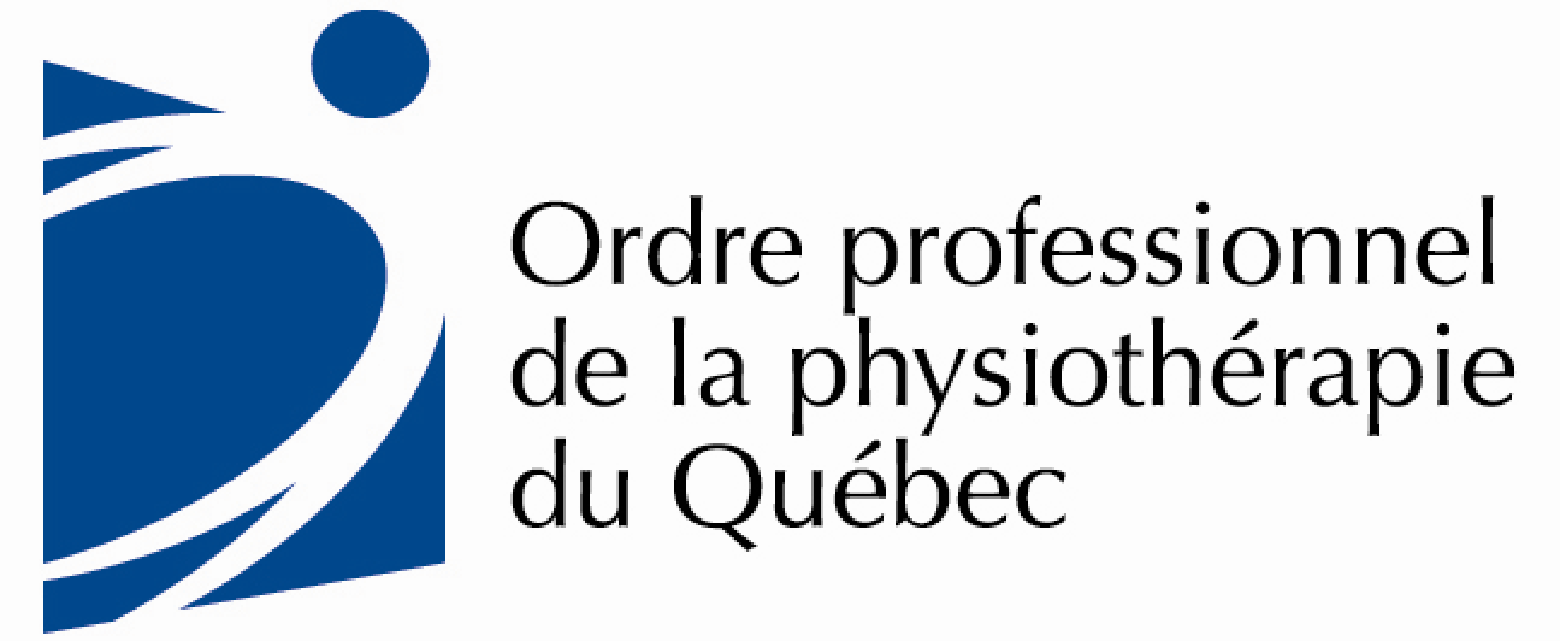 Ordre professionnel
de la physiothérapie
du Québec